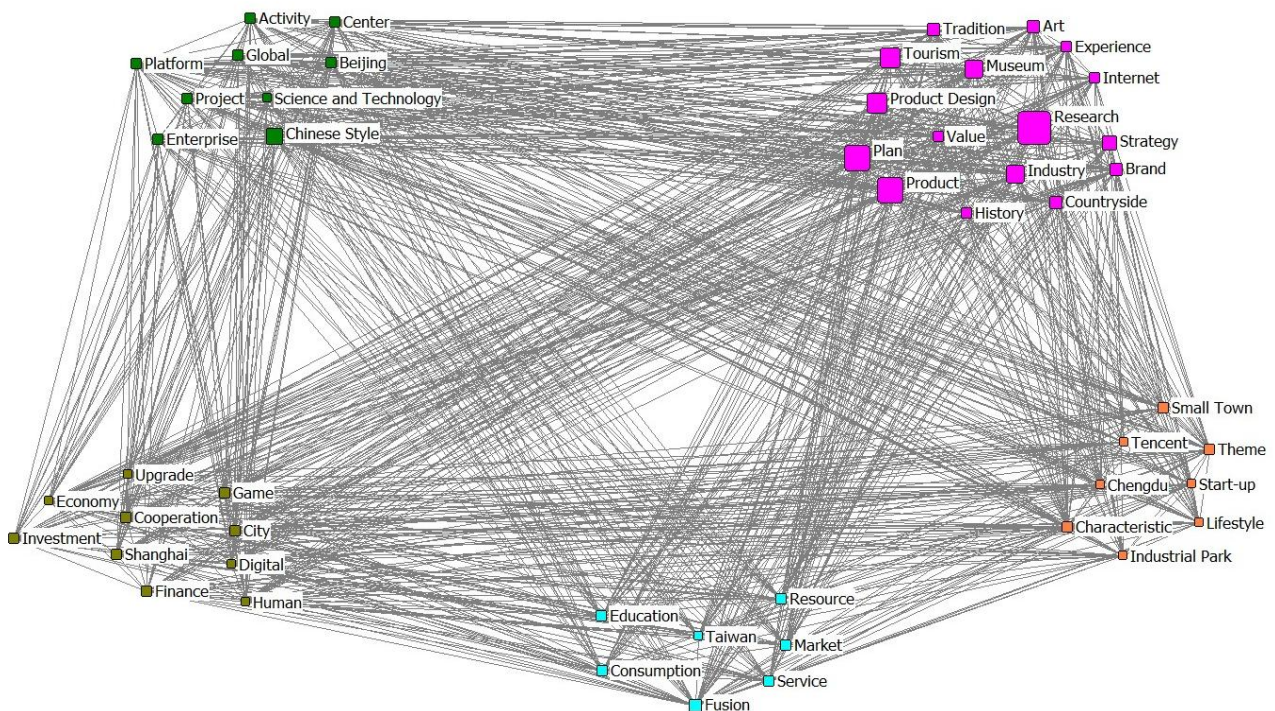 Activity
Center
Global
Beijing
Platform
Project
Science and Technology
Enterprise
Chinese Style
Tradition
Art
Tourism
Experience
Museum
Internet
Product Design
Research
Value
Strategy
Plan
Industry
Brand
Product
Countryside
History
Small Town
Tencent
Theme
Chengdu
Start-up
Characteristic
Lifestyle
Industrial Park
Upgrade
Economy
Game
Cooperation
City
Investment
Shanghai
Digital
Finance
Human
Resource
Education
Taiwan
Market
Consumption
Service
Fusion